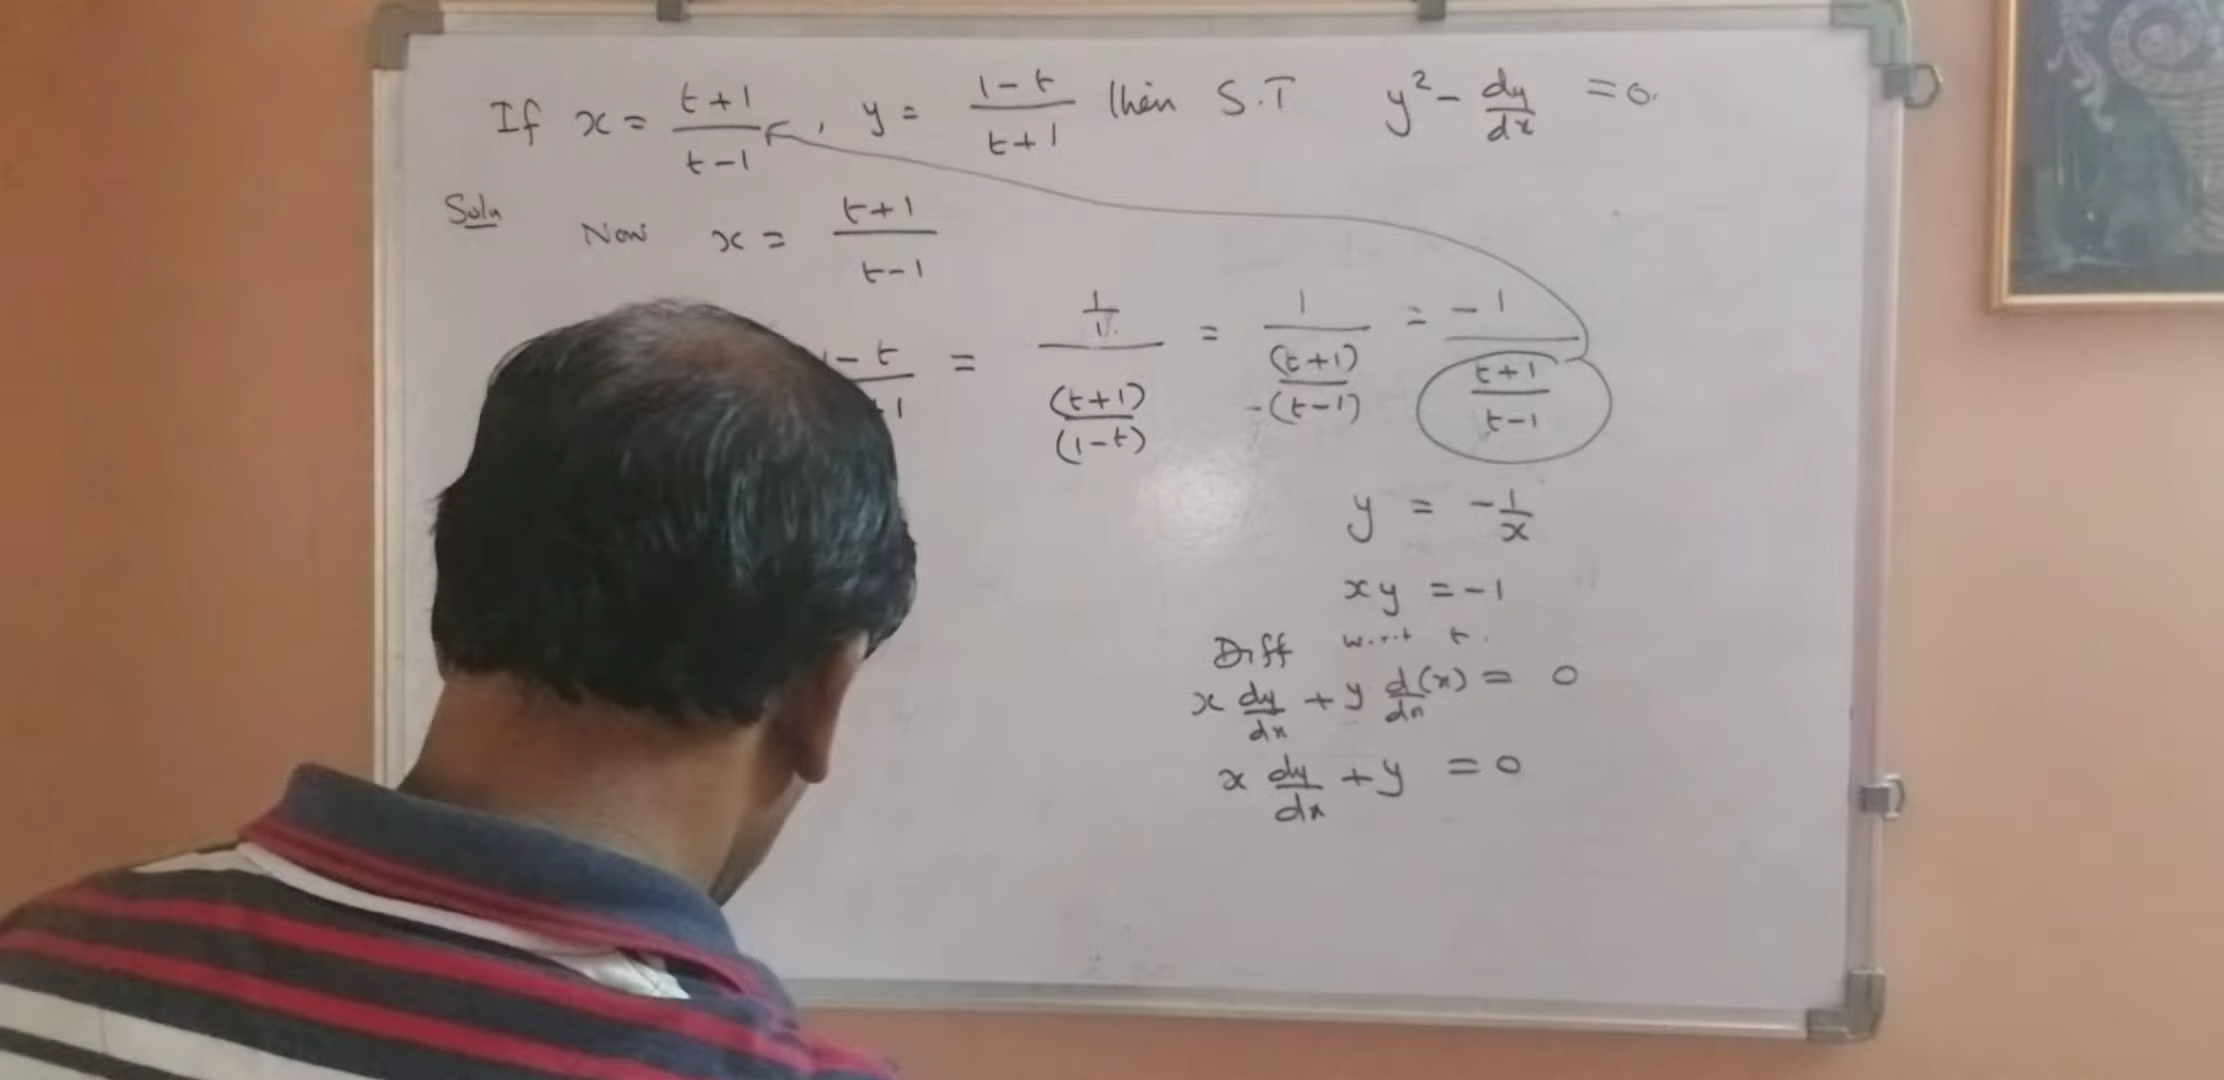 If x = (t+1)/(t-1), y = (1-t)/(t+1) then S.T y² - dy/dx = 0.
Soln
Now x = (t+1)/(t-1)
- t = (1/1)/((t+1)/(1-t)) = 1/((t+1)/-(t-1)) = -1/((t+1)/(t-1))
y = -1/x
xy = -1
Diff w.r.t t.
x dy/dx + y d/dx(x) = 0
x dy/dx + y = 0